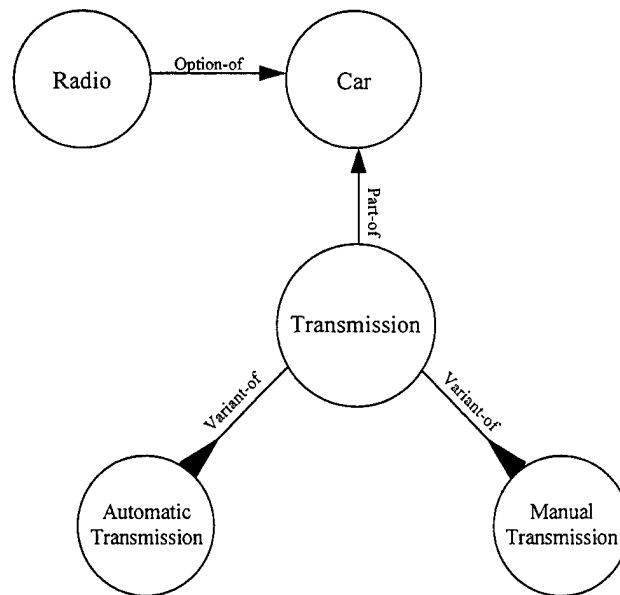 Radio
Option-of
Car
Part-of
Transmission
Variant-of
Variant-of
Automatic
Transmission
Manual
Transmission